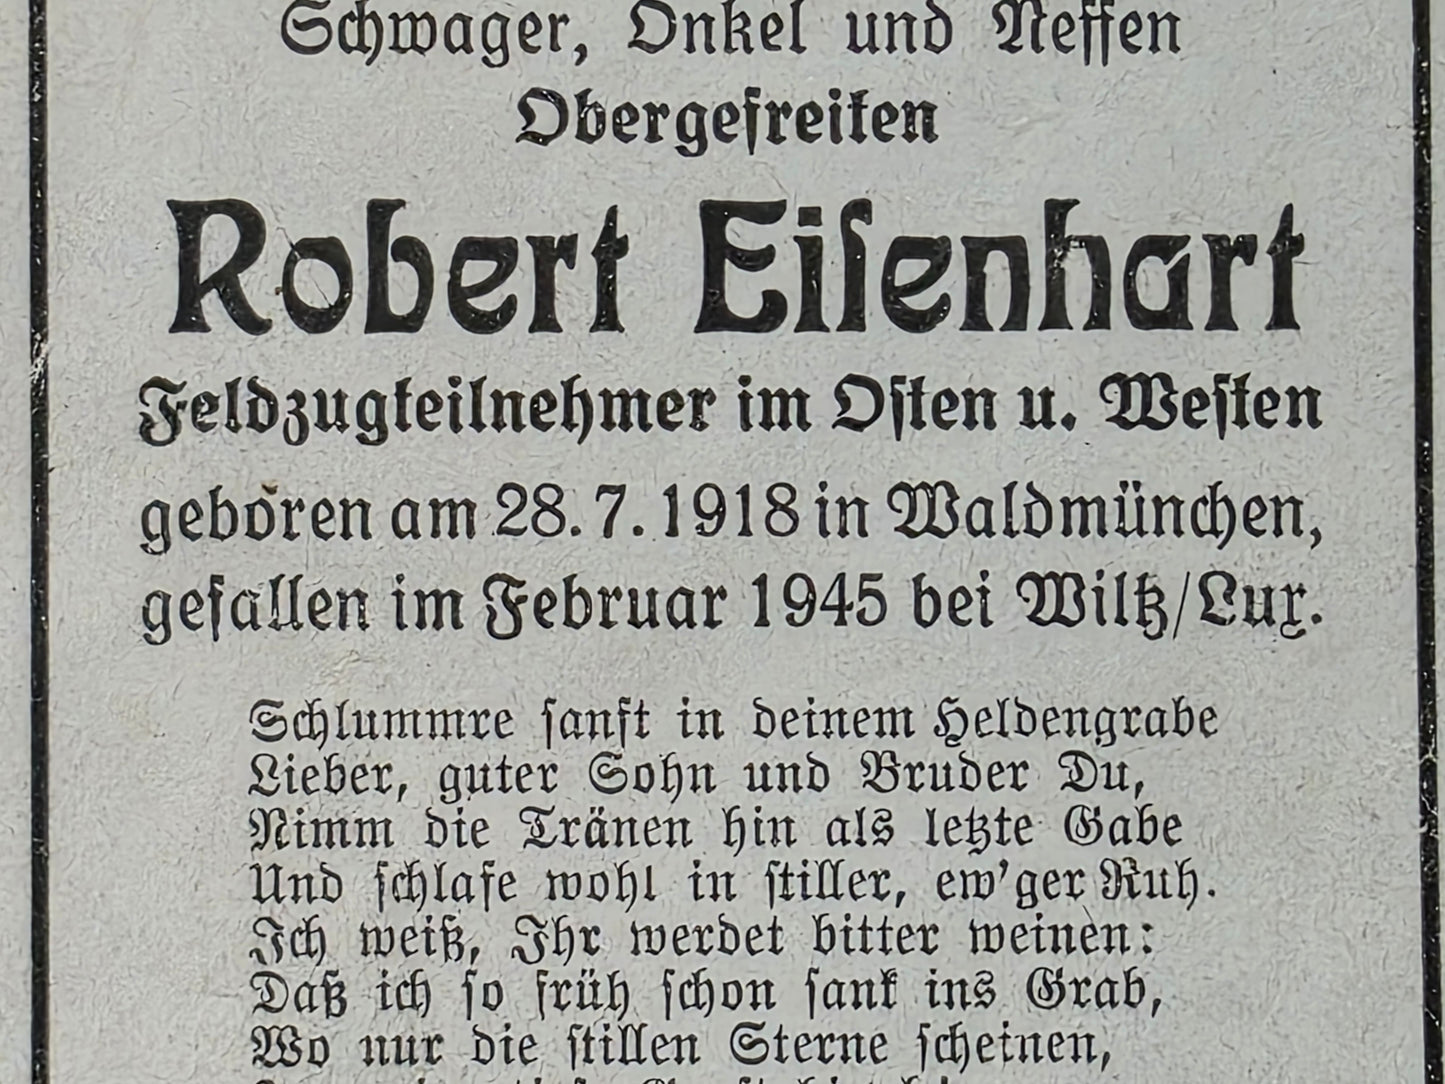 Schwager, Onkel und Neffen
Obergefreiten
Robert Eiſenhart
Feldzugteilnehmer im Oſten u. Weſten
geboren am 28. 7. 1918 in Waldmünchen,
gefallen im Februar 1945 bei Wiltz/Lux.
Schlummre ſanft in deinem Heldengrabe
Lieber, guter Sohn und Bruder Du,
Nimm die Tränen hin als letzte Gabe
Und ſchlafe wohl in ſtiller, ew'ger Ruh.
Ich weiß, Ihr werdet bitter weinen:
Daß ich ſo früh ſchon ſank ins Grab,
Wo nur die ſtillen Sterne ſcheinen,